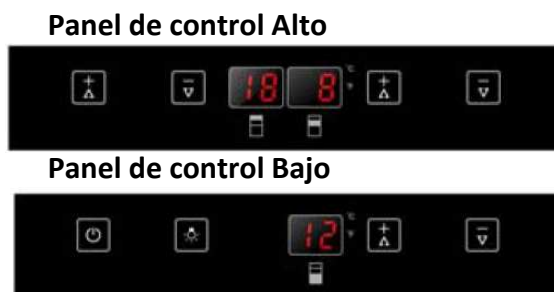 Panel de control Alto
18 8 °C
°F
Panel de control Bajo
12 °C
°F